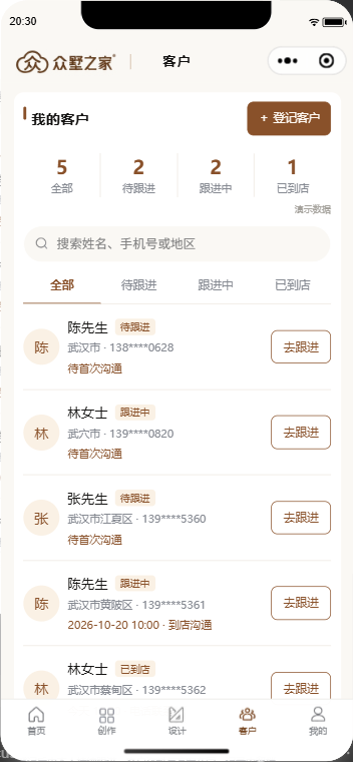 20:30
众墅之家 客户
我的客户 + 登记客户
5 2 2 1
全部 待跟进 跟进中 已到店
演示数据
搜索姓名、手机号或地区
全部 待跟进 跟进中 已到店
陈先生 待跟进
陈 武汉市 · 138****0628 去跟进
待首次沟通
林女士 跟进中
林 武穴市 · 139****0820 去跟进
待首次沟通
张先生 待跟进
张 武汉市江夏区 · 139****5360 去跟进
待首次沟通
陈女士 跟进中
陈 武汉市黄陂区 · 139****5361 去跟进
2026-10-20 10:00 · 到店沟通
林女士 已到店
林 武汉市蔡甸区 · 139****5362 去跟进
首页 创作 设计 客户 我的